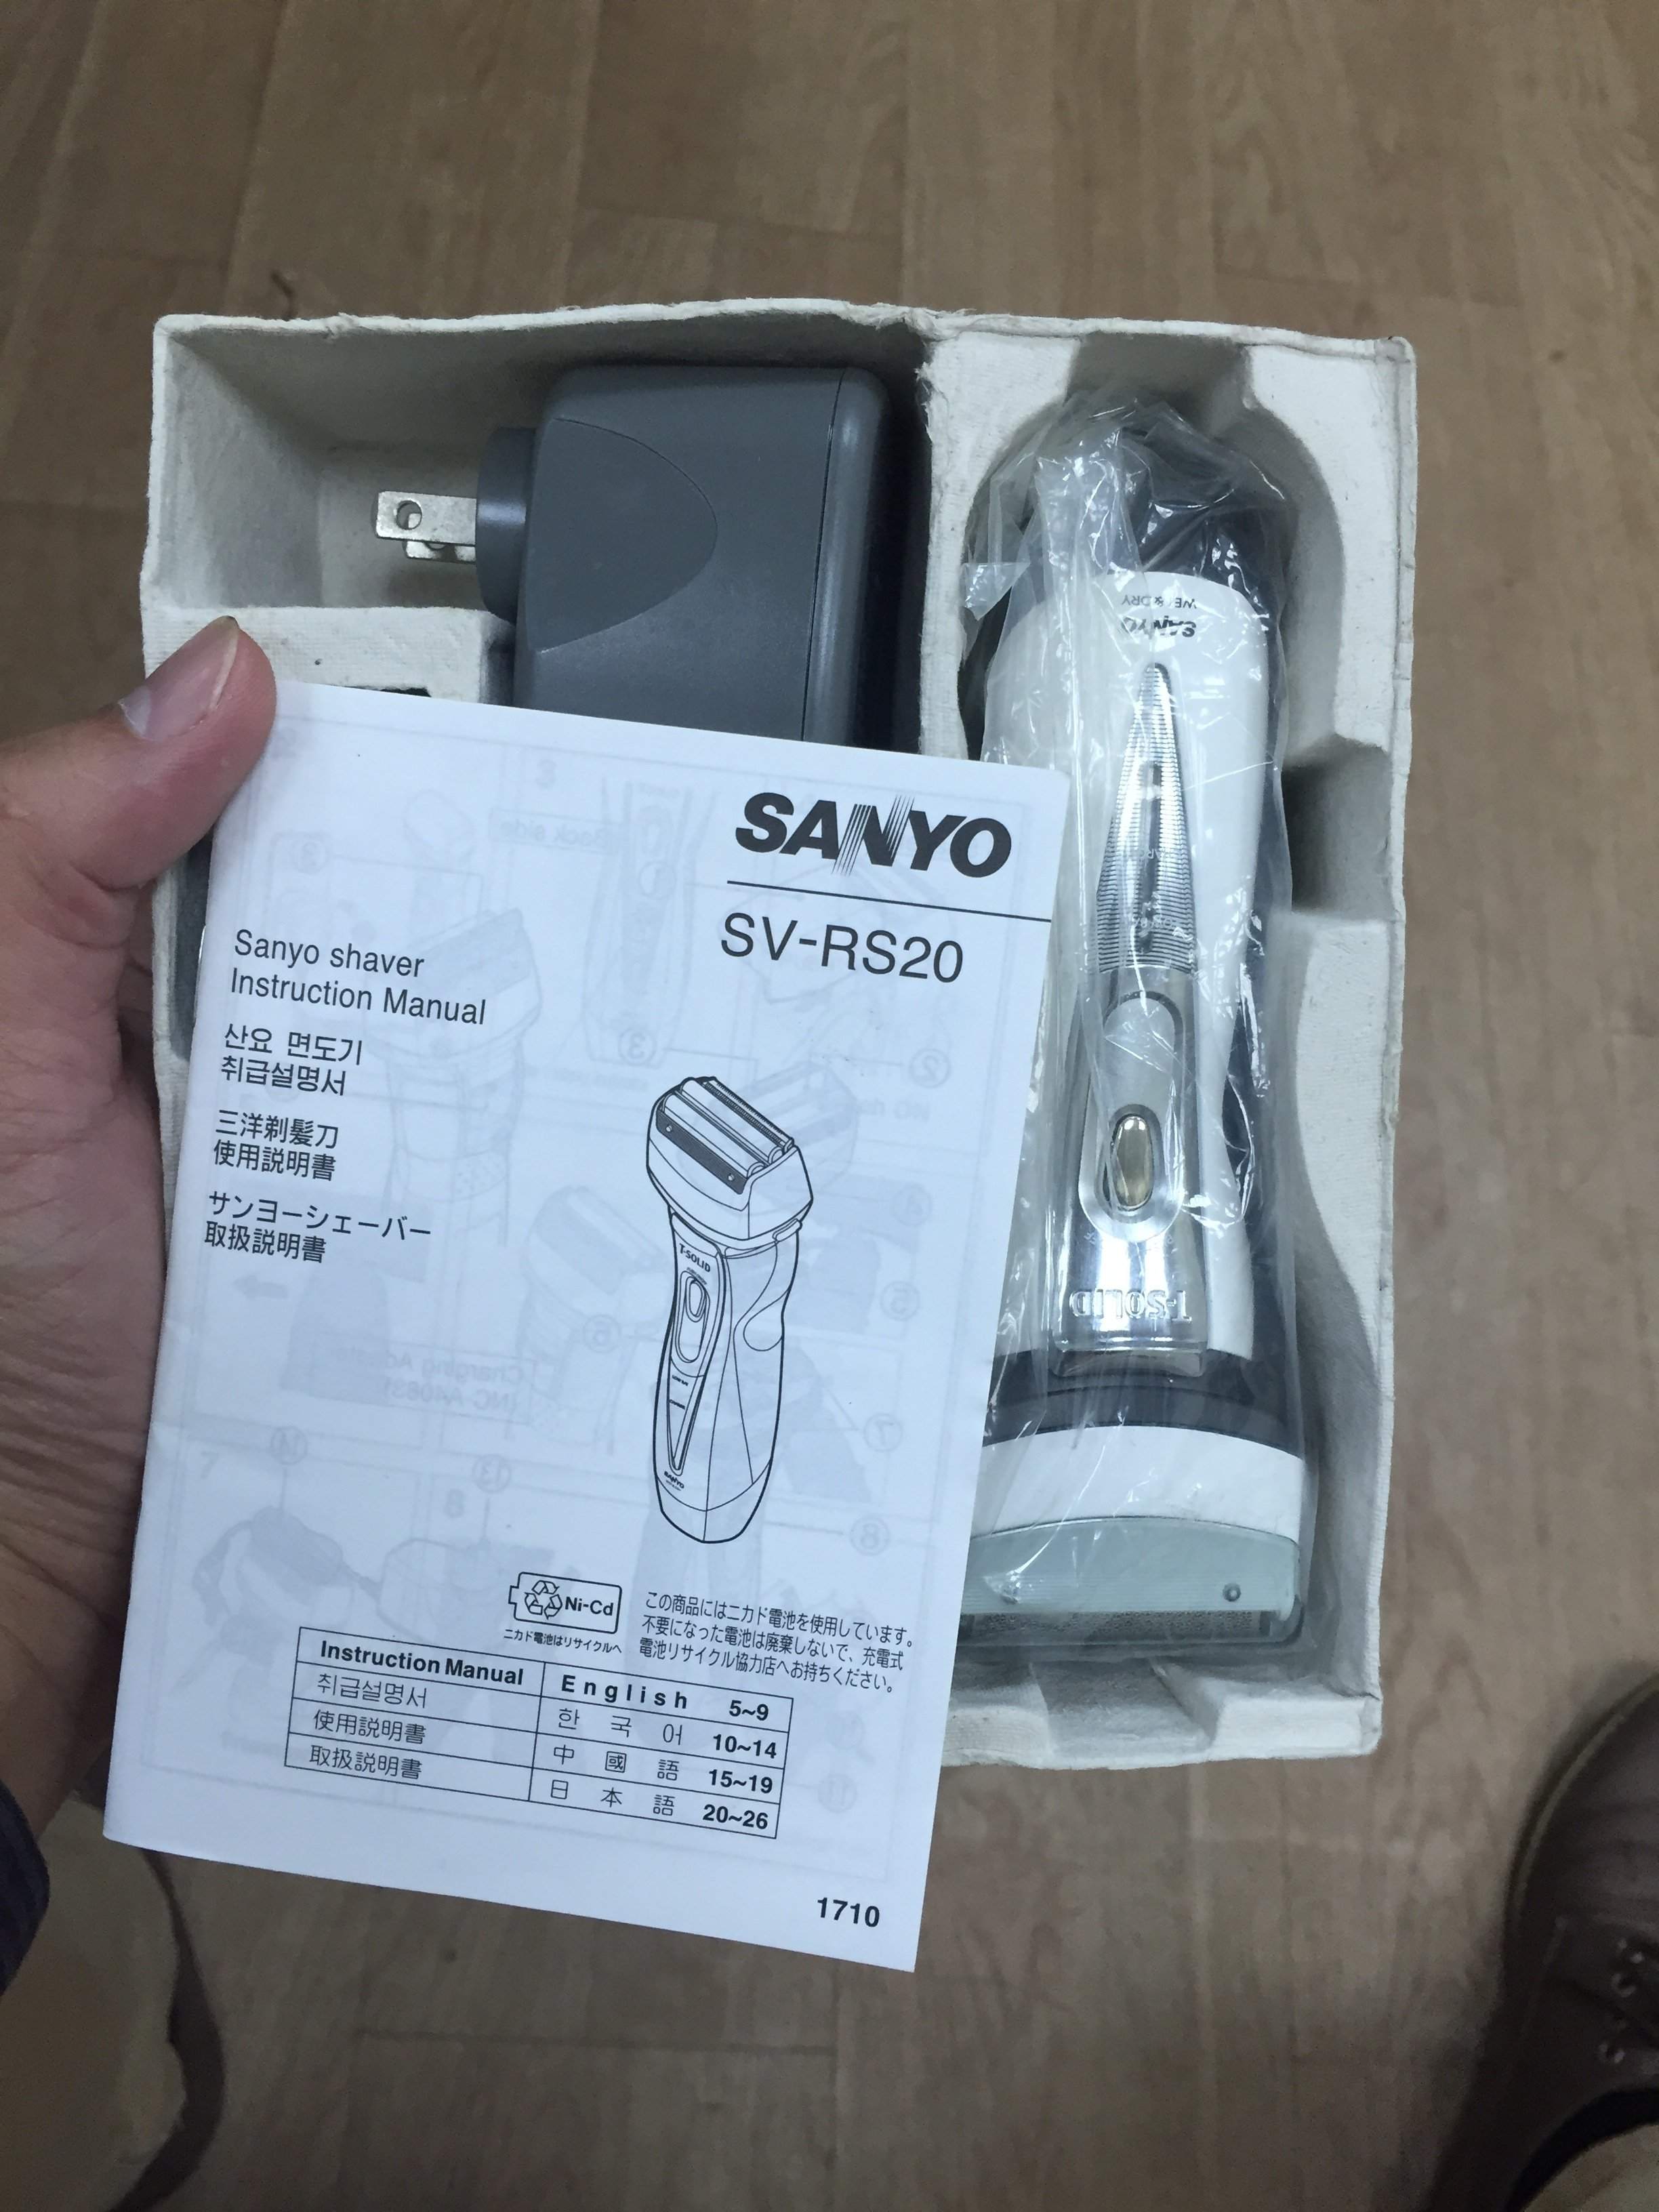 SANYO
SV-RS20
Sanyo shaver
Instruction Manual
산요 면도기
취급설명서
三洋剃髮刀
使用説明書
サンヨーシェーバー
取扱説明書
T-SOLID
SANYO
Ni-Cd
ニカド電池はリサイクルへ
この商品にはニカド電池を使用しています。
不要になった電池は廃棄しないで、充電式
電池リサイクル協力店へお持ちください。
Instruction Manual English 5~9
취급설명서 한국어 10~14
使用説明書 中國語 15~19
取扱説明書 日本語 20~26
1710
SANYO
WET & DRY
T-SOLID